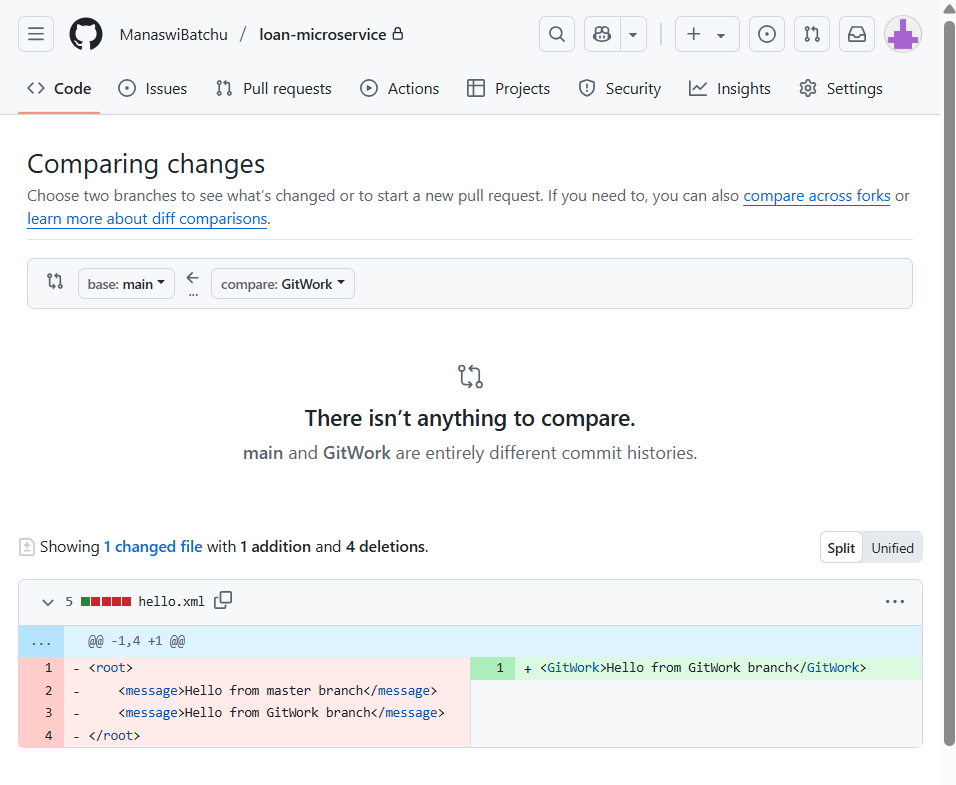 ManaswiBatchu / loan-microservice
Code Issues Pull requests Actions Projects Security Insights Settings
Comparing changes
Choose two branches to see what's changed or to start a new pull request. If you need to, you can also compare across forks or
learn more about diff comparisons.
base: main ← ... compare: GitWork
There isn't anything to compare.
main and GitWork are entirely different commit histories.
Showing 1 changed file with 1 addition and 4 deletions.
Split Unified
5 hello.xml ...
... @@ -1,4 +1 @@
1 - <root> 1 + <GitWork>Hello from GitWork branch</GitWork>
2 - <message>Hello from master branch</message>
3 - <message>Hello from GitWork branch</message>
4 - </root>